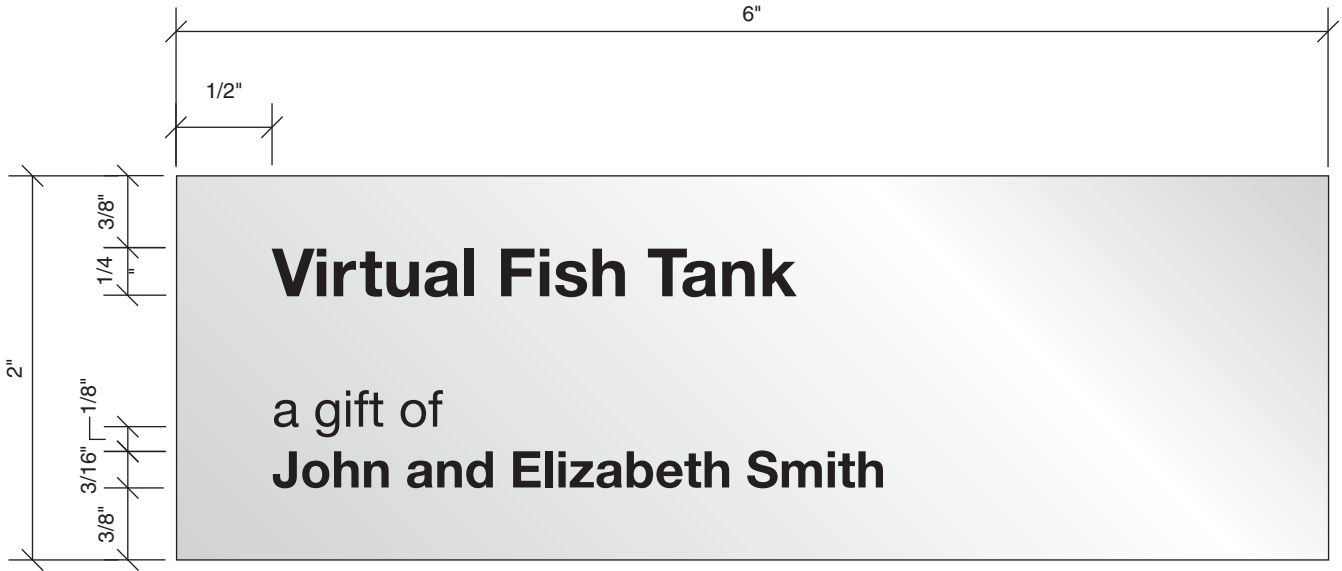 6"
1/2"
3/8"
1/4"
2"
Virtual Fish Tank
1/8"
a gift of
3/16"
John and Elizabeth Smith
3/8"